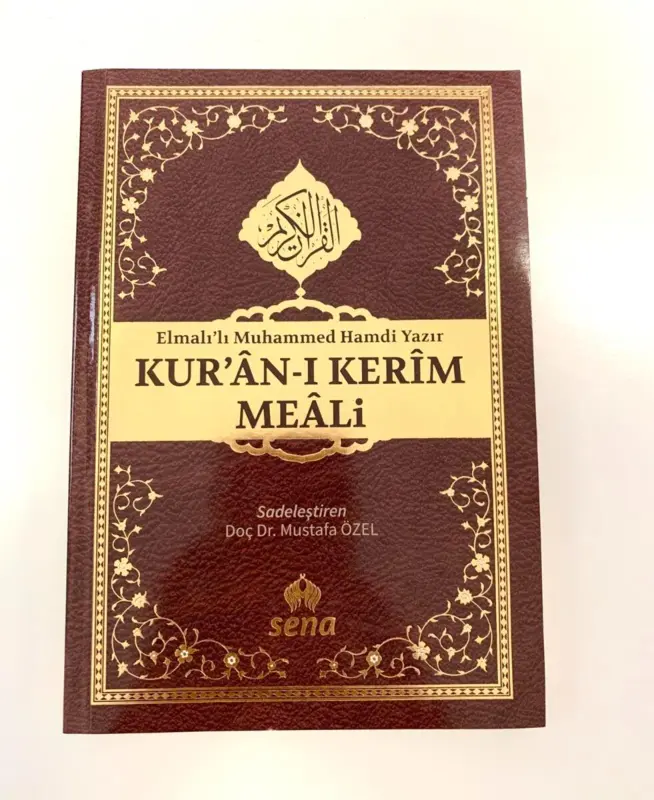 القرآن الكريم
Elmalı'lı Muhammed Hamdi Yazır
KUR'ÂN-I KERÎM
MEÂLi
Sadeleştiren
Doç Dr. Mustafa ÖZEL
sena